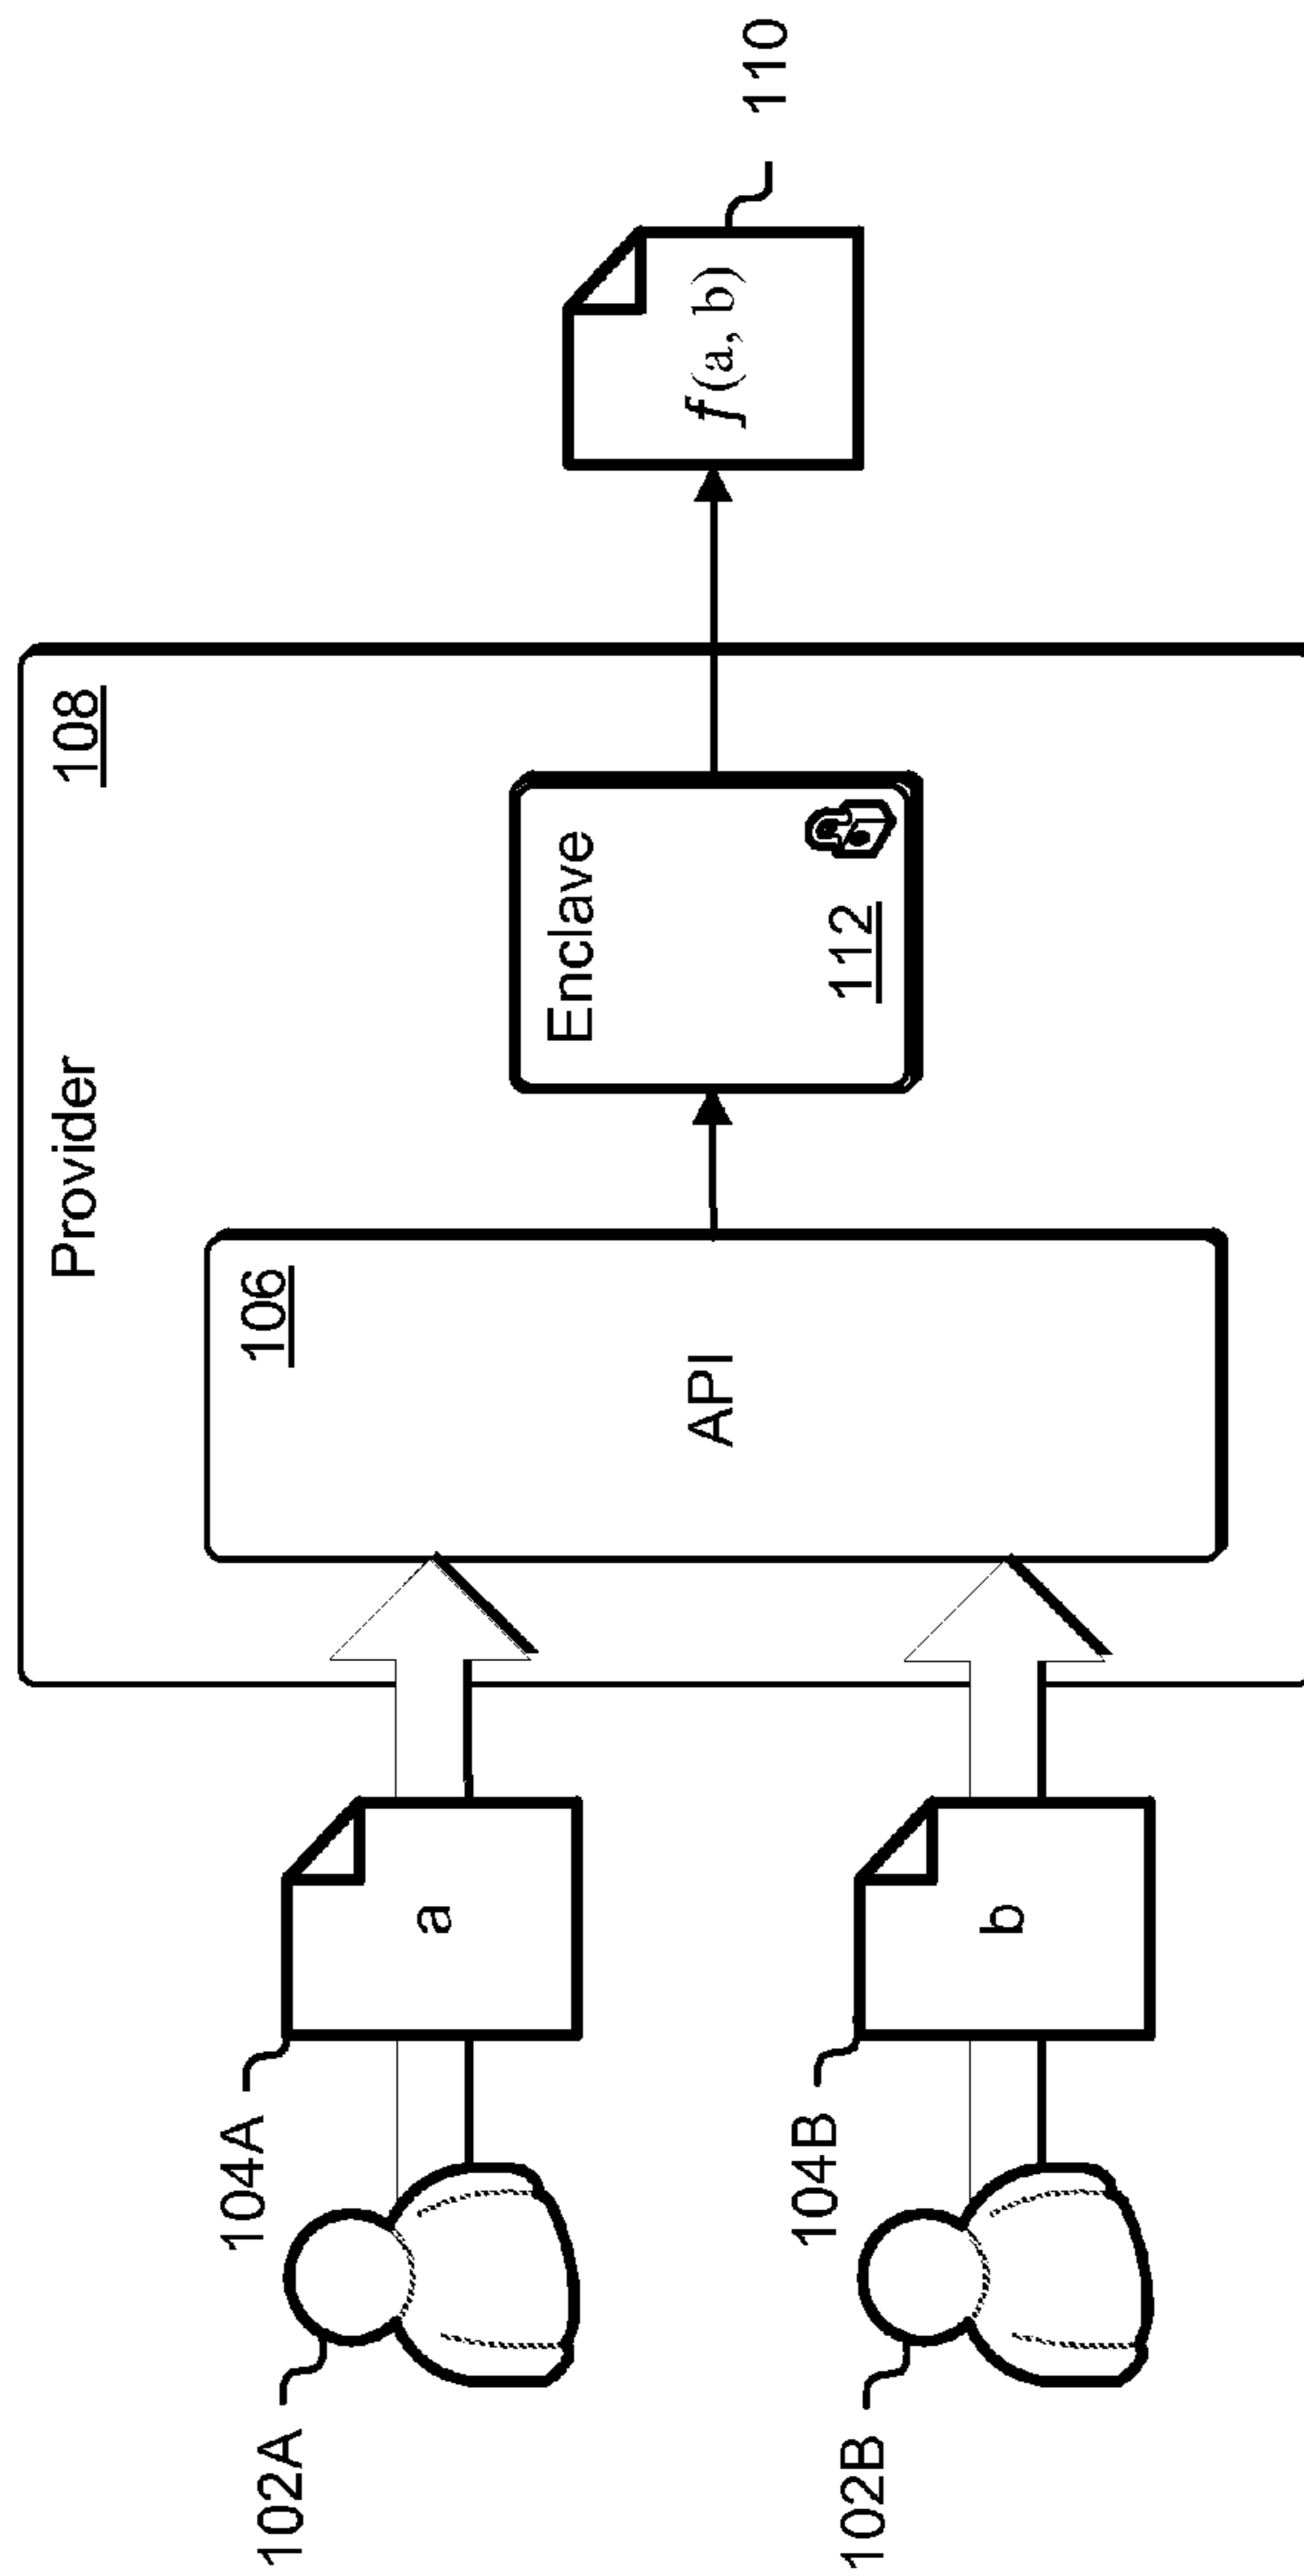 102A
104A
a
102B
104B
b
Provider
108
106
API
Enclave
112
f(a, b)
110